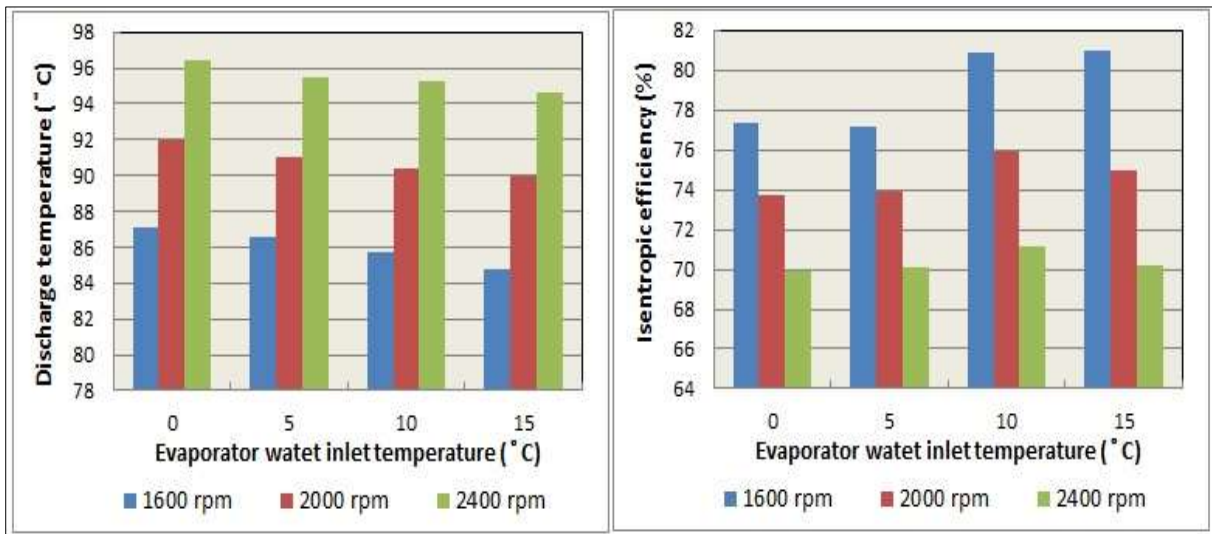 Discharge temperature (˚C)
98
96
94
92
90
88
86
84
82
80
78
0 5 10 15
Evaporator watet inlet temperature (˚C)
1600 rpm 2000 rpm 2400 rpm
Isentropic efficiency (%)
82
80
78
76
74
72
70
68
66
64
0 5 10 15
Evaporator watet inlet temperature (˚C)
1600 rpm 2000 rpm 2400 rpm